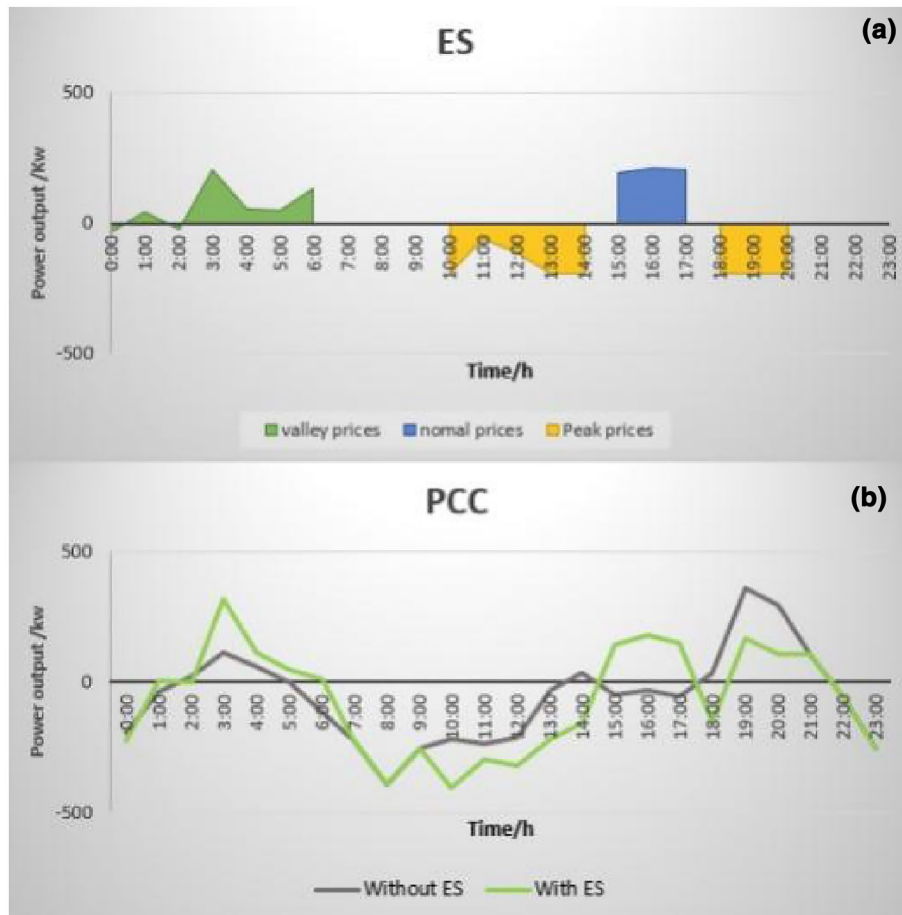 (a)
ES
500
0
-500
Power output /Kw
0:00 1:00 2:00 3:00 4:00 5:00 6:00 7:00 8:00 9:00 10:00 11:00 12:00 13:00 14:00 15:00 16:00 17:00 18:00 19:00 20:00 21:00 22:00 23:00
Time/h
valley prices nomal prices Peak prices
(b)
PCC
500
0
-500
Power output /kw
0:00 1:00 2:00 3:00 4:00 5:00 6:00 7:00 8:00 9:00 10:00 11:00 12:00 13:00 14:00 15:00 16:00 17:00 18:00 19:00 20:00 21:00 22:00 23:00
Time/h
Without ES With ES